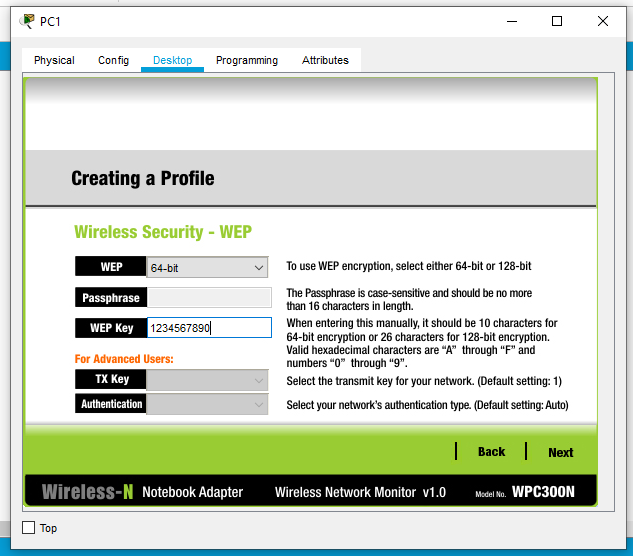 PC1
Physical Config Desktop Programming Attributes
Creating a Profile
Wireless Security - WEP
WEP 64-bit To use WEP encryption, select either 64-bit or 128-bit
Passphrase The Passphrase is case-sensitive and should be no more
than 16 characters in length.
WEP Key 1234567890 When entering this manually, it should be 10 characters for
64-bit encryption or 26 characters for 128-bit encryption.
Valid hexadecimal characters are “A” through “F” and
numbers “0” through “9”.
For Advanced Users:
TX Key Select the transmit key for your network. (Default setting: 1)
Authentication Select your network's authentication type. (Default setting: Auto)
Back Next
Wireless-N Notebook Adapter Wireless Network Monitor v1.0 Model No. WPC300N
Top